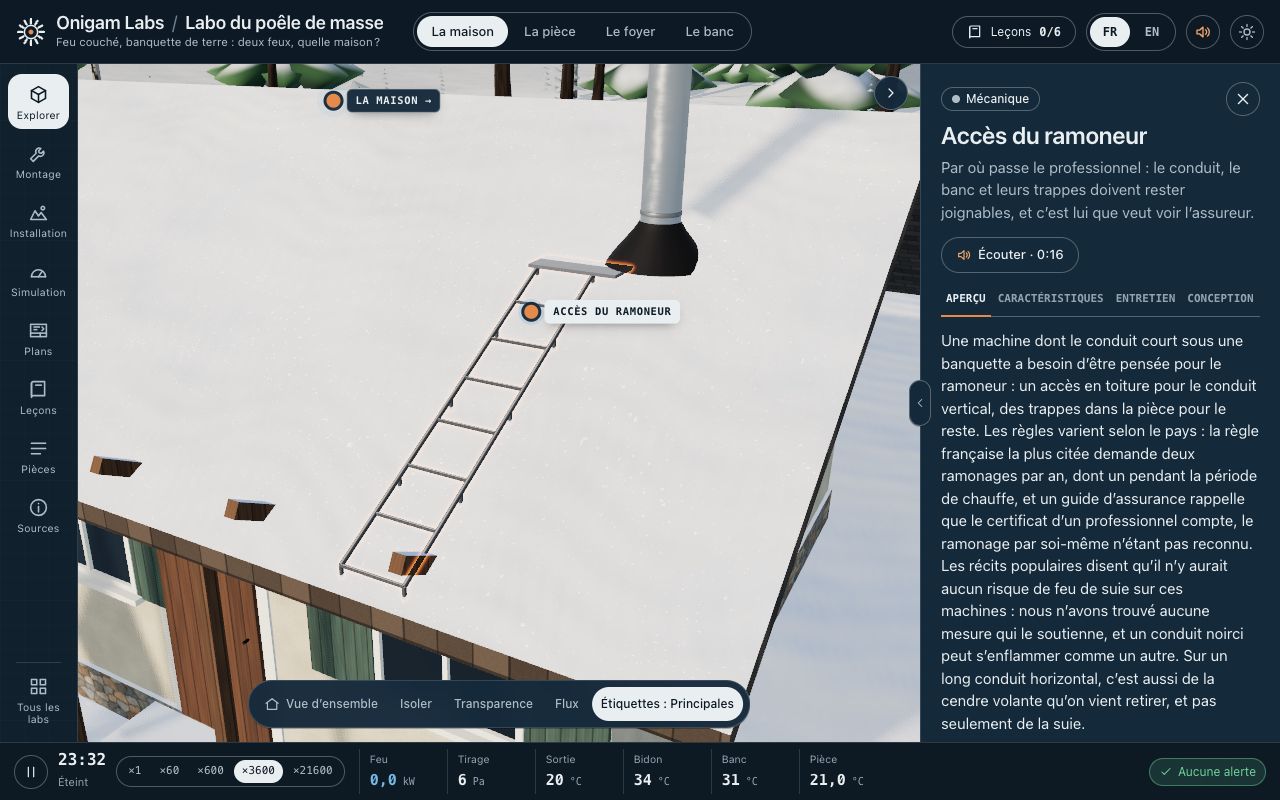 Origam Labs / Labo du poêle de masse
Feu couché, banquette de terre : deux feux, quelle maison ?
La maison
La pièce
Le foyer
Le banc
Leçons 0/6
FR
EN
Explorer
Montage
Installation
Simulation
Plans
Leçons
Pièces
Sources
Tous les
labs
LA MAISON →
ACCÈS DU RAMONEUR
Vue d’ensemble
Isoler
Transparence
Flux
Étiquettes : Principales
Mécanique
Accès du ramoneur
Par où passe le professionnel : le conduit, le
banc et leurs trappes doivent rester
joignables, et c’est lui que veut voir l’assureur.
Écouter · 0:16
APERÇU
CARACTÉRISTIQUES
ENTRETIEN
CONCEPTION
Une machine dont le conduit court sous une
banquette a besoin d’être pensée pour le
ramoneur : un accès en toiture pour le conduit
vertical, des trappes dans la pièce pour le
reste. Les règles varient selon le pays : la règle
française la plus citée demande deux
ramonages par an, dont un pendant la période
de chauffe, et un guide d’assurance rappelle
que le certificat d’un professionnel compte, le
ramonage par soi-même n’étant pas reconnu.
Les récits populaires disent qu’il n’y aurait
aucun risque de feu de suie sur ces
machines : nous n’avons trouvé aucune
mesure qui le soutienne, et un conduit noirci
peut s’enflammer comme un autre. Sur un
long conduit horizontal, c’est aussi de la
cendre volante qu’on vient retirer, et pas
seulement de la suie.
23:32
Éteint
×1
×60
×600
×3600
×21600
Feu
0,0 kW
Tirage
6 Pa
Sortie
20 °C
Bidon
34 °C
Banc
31 °C
Pièce
21,0 °C
Aucune alerte